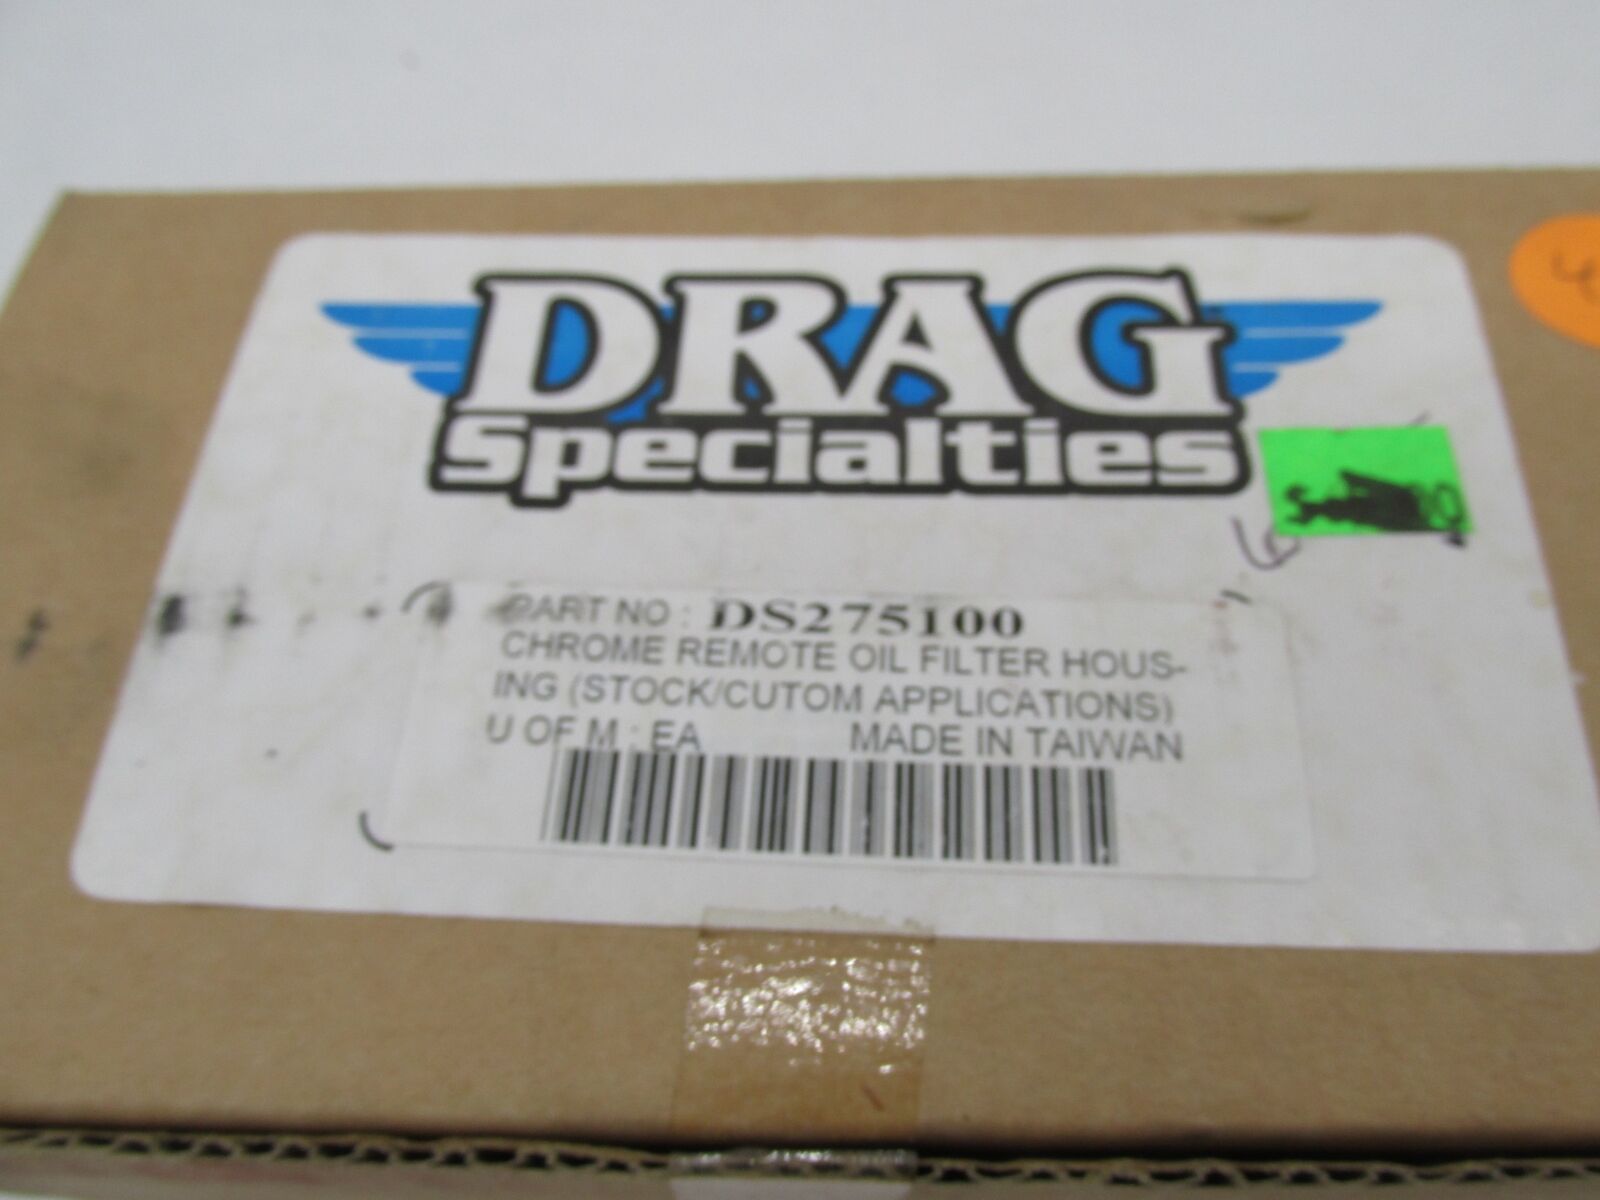 DRAG
Specialties
PART NO : DS275100
CHROME REMOTE OIL FILTER HOUS-
ING (STOCK/CUTOM APPLICATIONS)
U OF M : EA MADE IN TAIWAN